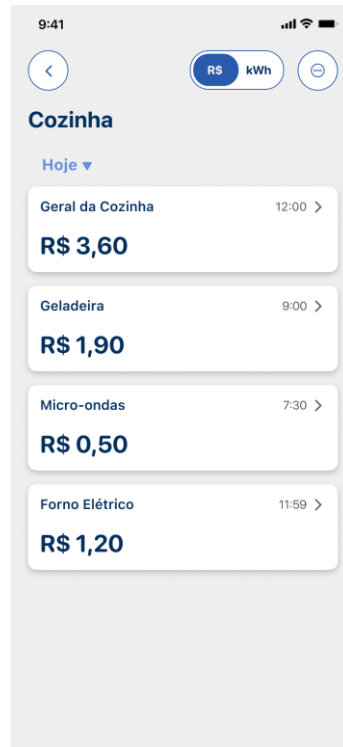 9:41
R$ kWh
Cozinha
Hoje ▼
Geral da Cozinha 12:00
R$ 3,60
Geladeira 9:00
R$ 1,90
Micro-ondas 7:30
R$ 0,50
Forno Elétrico 11:59
R$ 1,20